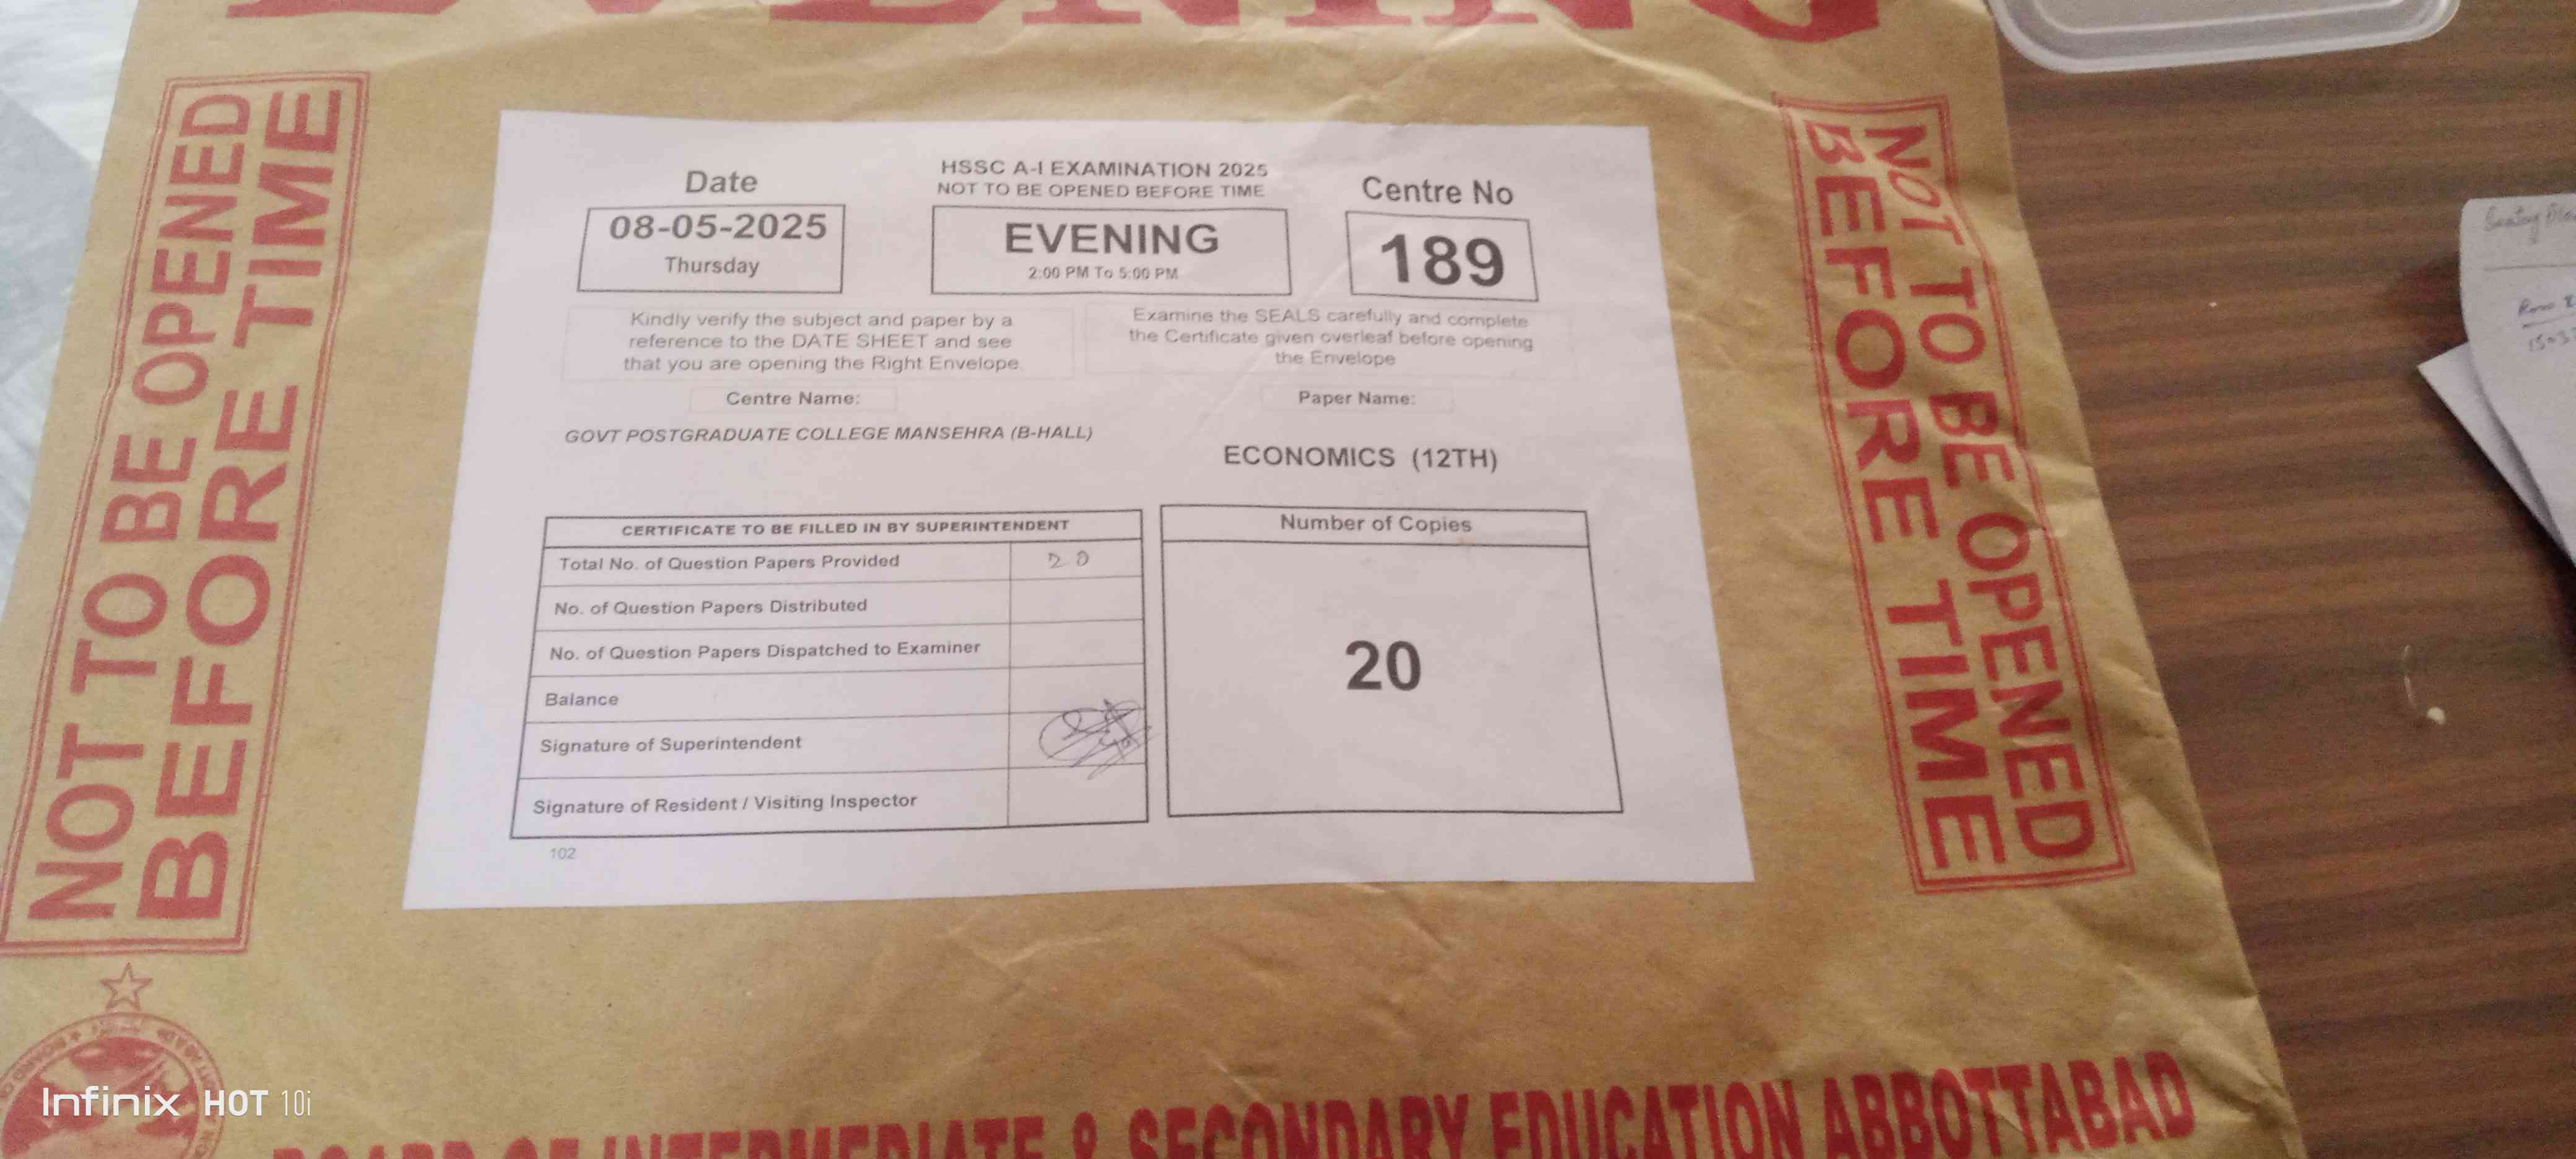 EVENING
NOT TO BE OPENED
BEFORE TIME
Date
08-05-2025
Thursday
HSSC A-I EXAMINATION 2025
NOT TO BE OPENED BEFORE TIME
EVENING
2:00 PM To 5:00 PM
Centre No
189
Kindly verify the subject and paper by a
reference to the DATE SHEET and see
that you are opening the Right Envelope
Examine the SEALS carefully and complete
the Certificate given overleaf before opening
the Envelope
Centre Name:
GOVT POSTGRADUATE COLLEGE MANSEHRA (B-HALL)
Paper Name:
ECONOMICS (12TH)
CERTIFICATE TO BE FILLED IN BY SUPERINTENDENT
Total No. of Question Papers Provided 20
No. of Question Papers Distributed
No. of Question Papers Dispatched to Examiner
Balance
Signature of Superintendent
Signature of Resident / Visiting Inspector
Number of Copies
20
102
NOT TO BE OPENED
BEFORE TIME
BOARD OF INTERMEDIATE & SECONDARY EDUCATION ABBOTTABAD
Infinix HOT 10i